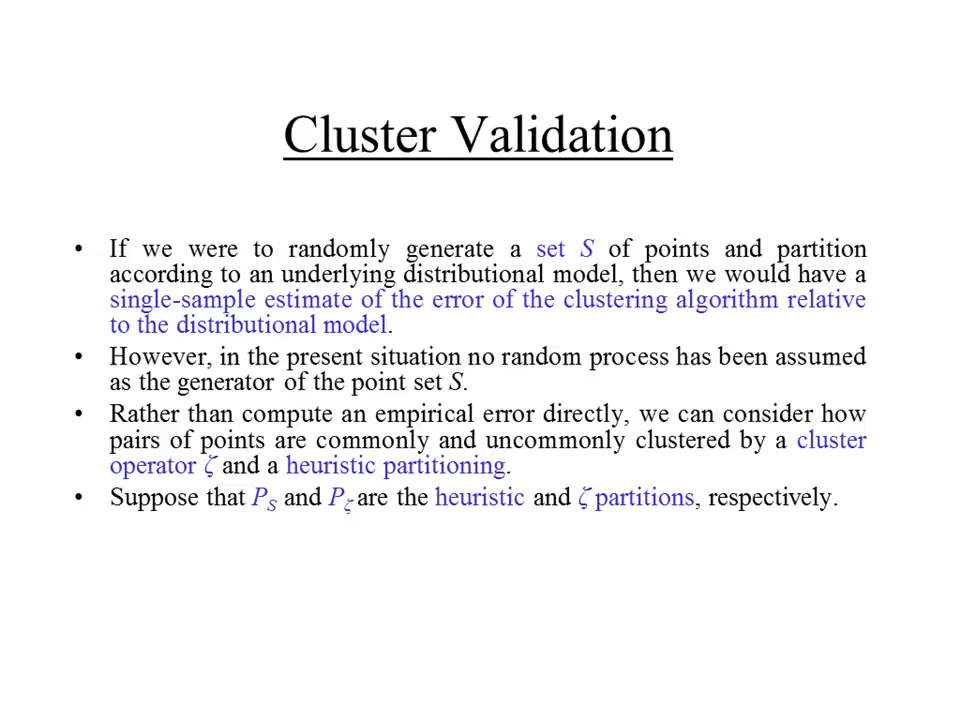 Cluster Validation
• If we were to randomly generate a set S of points and partition
according to an underlying distributional model, then we would have a
single-sample estimate of the error of the clustering algorithm relative
to the distributional model.
• However, in the present situation no random process has been assumed
as the generator of the point set S.
• Rather than compute an empirical error directly, we can consider how
pairs of points are commonly and uncommonly clustered by a cluster
operator ζ and a heuristic partitioning.
• Suppose that P_S and P_ζ are the heuristic and ζ partitions, respectively.